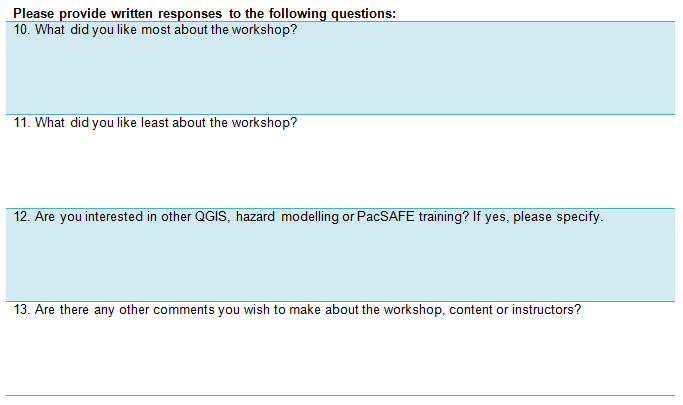 Please provide written responses to the following questions:
10. What did you like most about the workshop?
11. What did you like least about the workshop?
12. Are you interested in other QGIS, hazard modelling or PacSAFE training? If yes, please specify.
13. Are there any other comments you wish to make about the workshop, content or instructors?